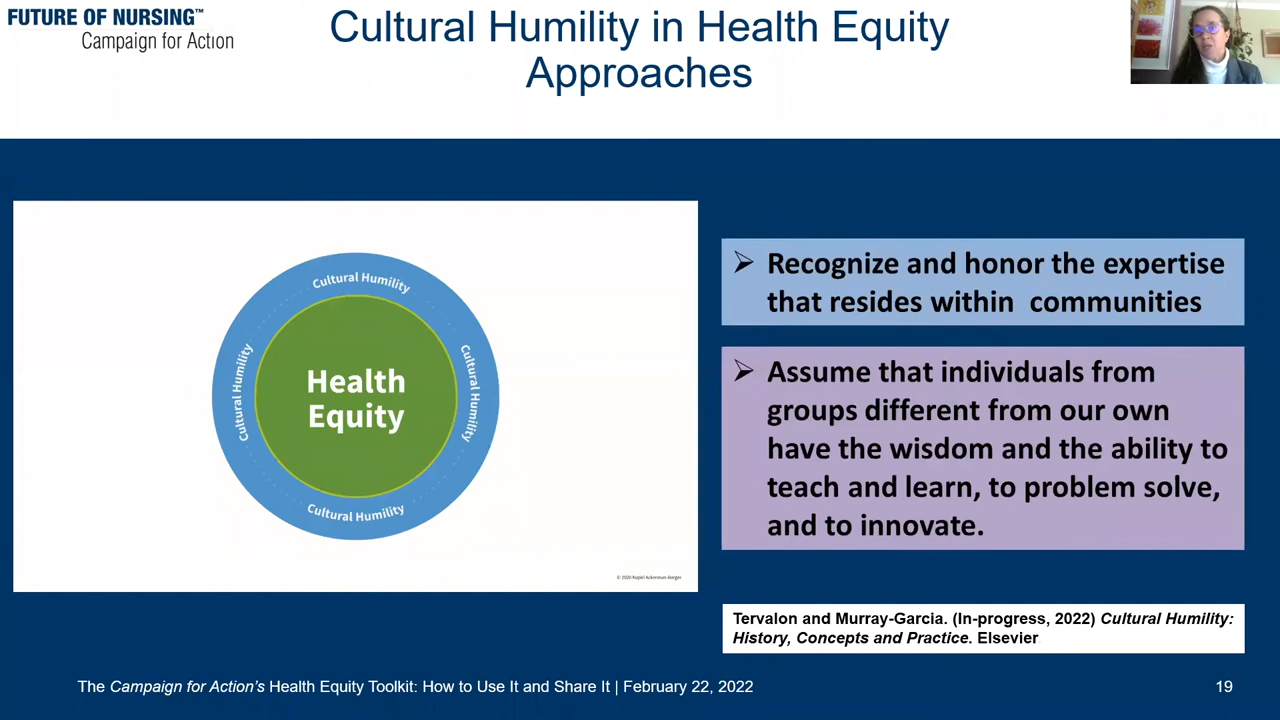 FUTURE OF NURSING™
Campaign for Action
Cultural Humility in Health Equity
Approaches
Cultural Humility
Cultural Humility
Cultural Humility
Health
Equity
Cultural Humility
© 2020 Rupiri Ackerman-Barger
➢ Recognize and honor the expertise
that resides within communities
➢ Assume that individuals from
groups different from our own
have the wisdom and the ability to
teach and learn, to problem solve,
and to innovate.
Tervalon and Murray-Garcia. (In-progress, 2022) Cultural Humility:
History, Concepts and Practice. Elsevier
The Campaign for Action's Health Equity Toolkit: How to Use It and Share It | February 22, 2022
19